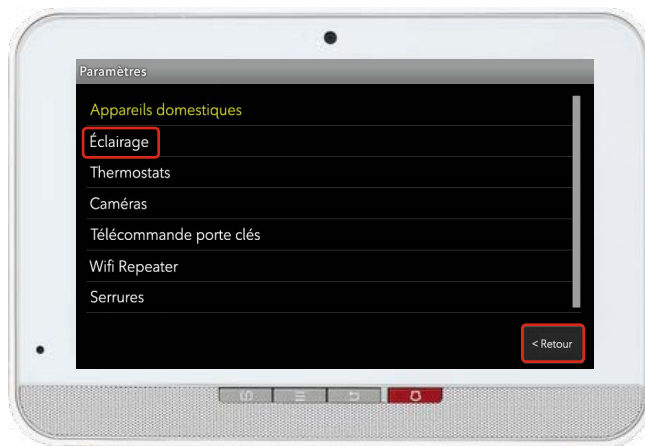 Paramètres
Appareils domestiques
Éclairage
Thermostats
Caméras
Télécommande porte clés
Wifi Repeater
Serrures
< Retour